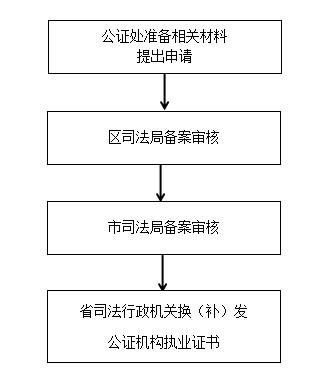 公证处准备相关材料
提出申请
区司法局备案审核
市司法局备案审核
省司法行政机关换（补）发
公证机构执业证书